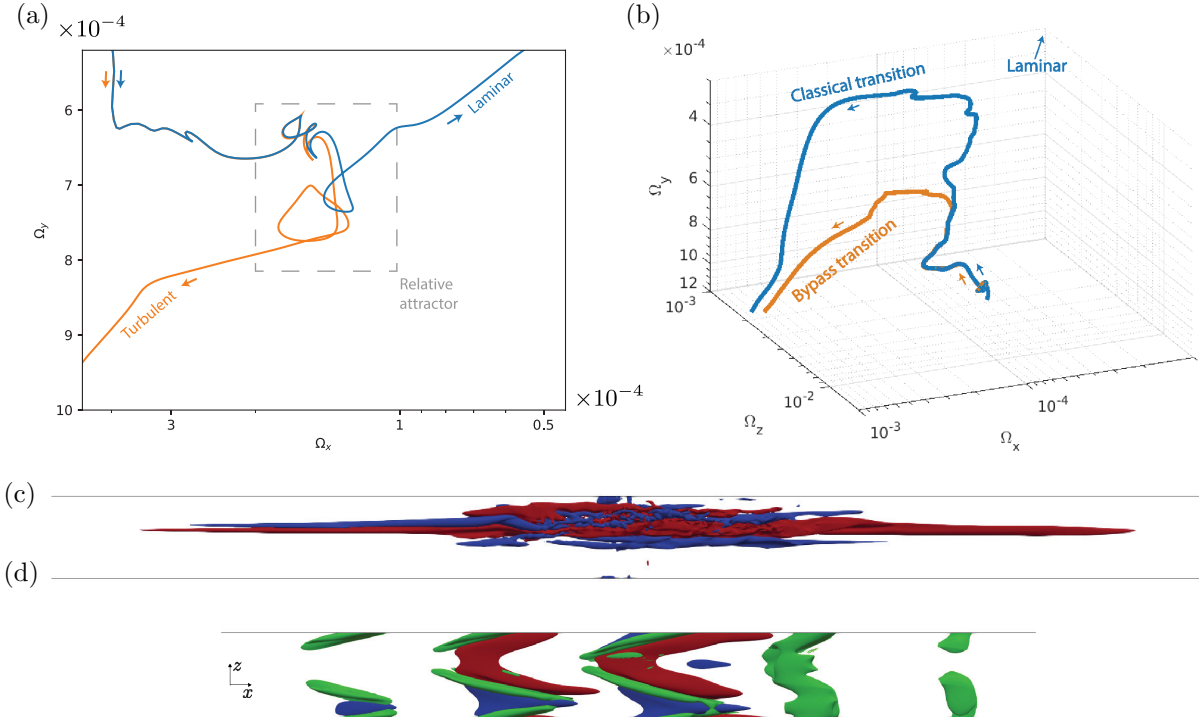 (a)
×10⁻⁴
6
7
8
9
10
Ω_y
3
1
0.5
Ω_x
×10⁻⁴
Laminar
Turbulent
Relative
attractor
(b)
×10⁻⁴
4
6
8
10
12
Ω_y
10⁻³
10⁻²
Ω_z
10⁻³
10⁻⁴
Ω_x
Classical transition
Bypass transition
Laminar
(c)
(d)
z
x